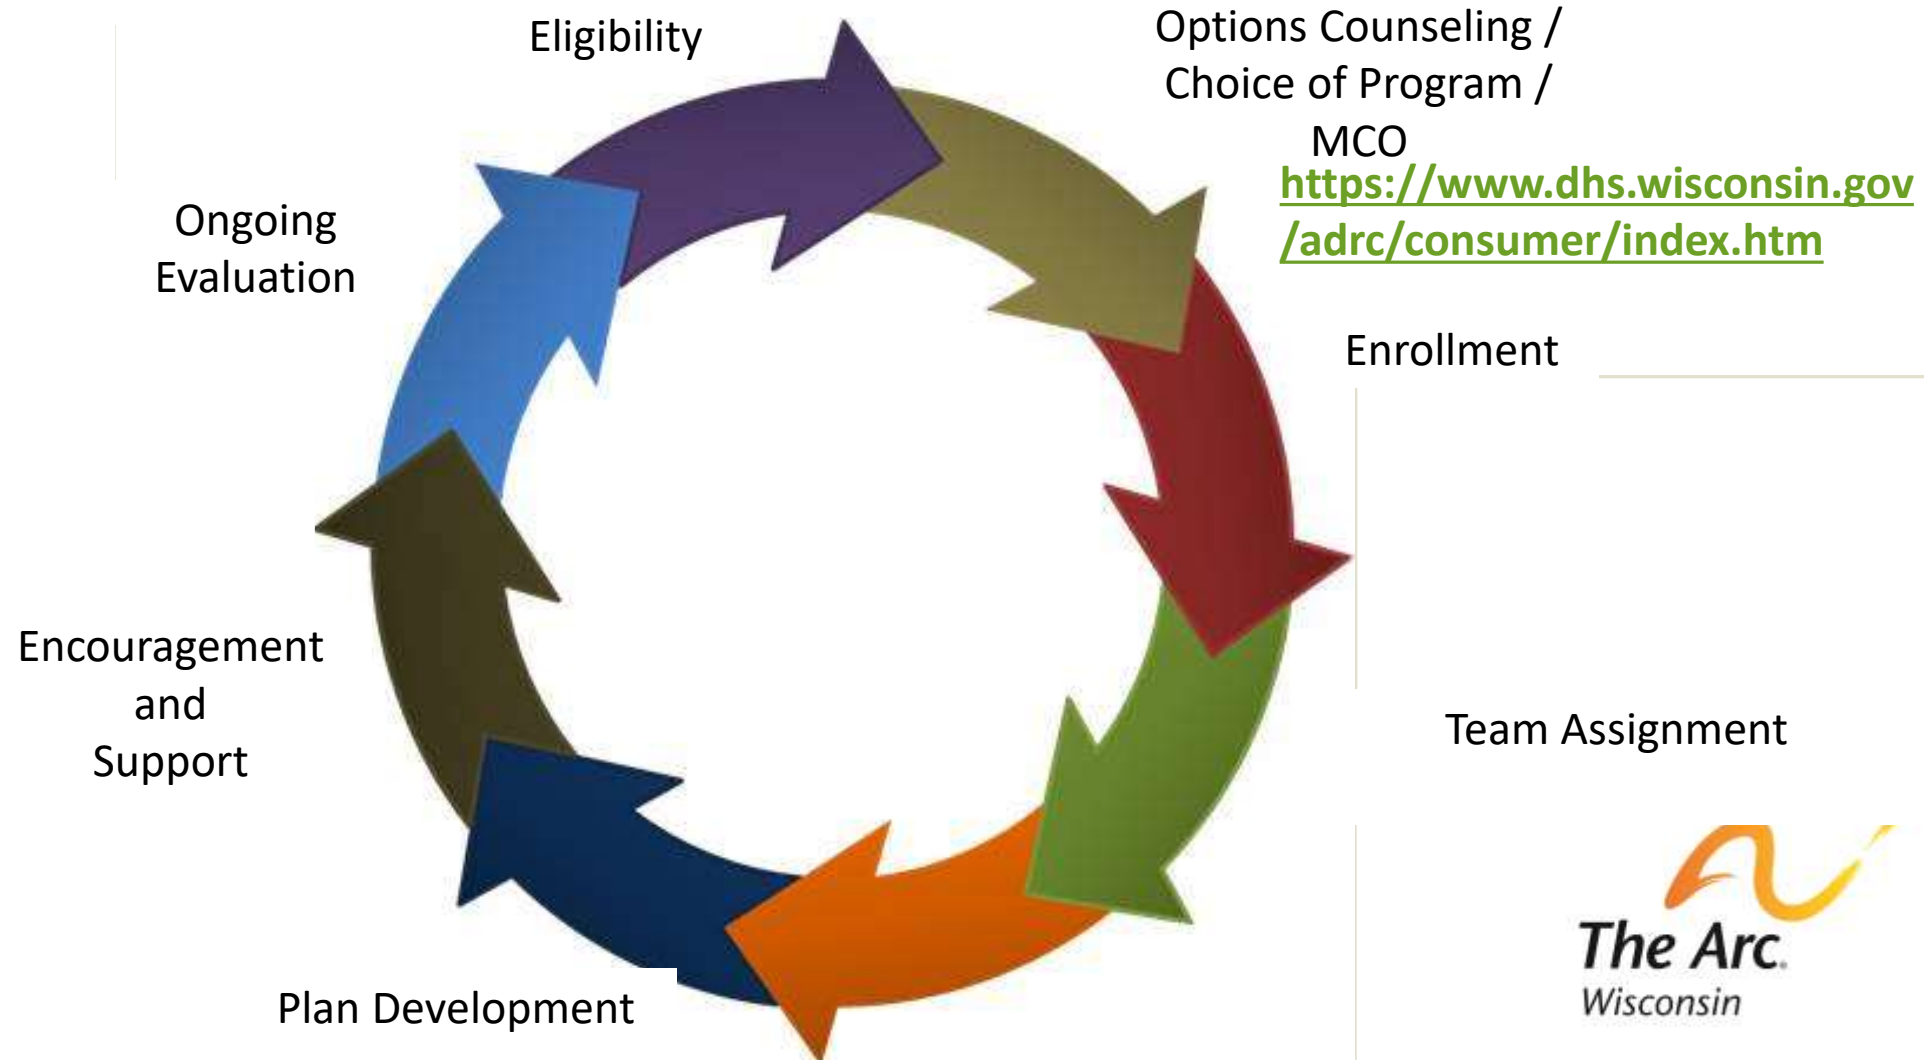 Eligibility
Options Counseling /
Choice of Program /
MCO
https://www.dhs.wisconsin.gov
/adrc/consumer/index.htm
Ongoing
Evaluation
Enrollment
Encouragement
and
Support
Team Assignment
The Arc.
Wisconsin
Plan Development